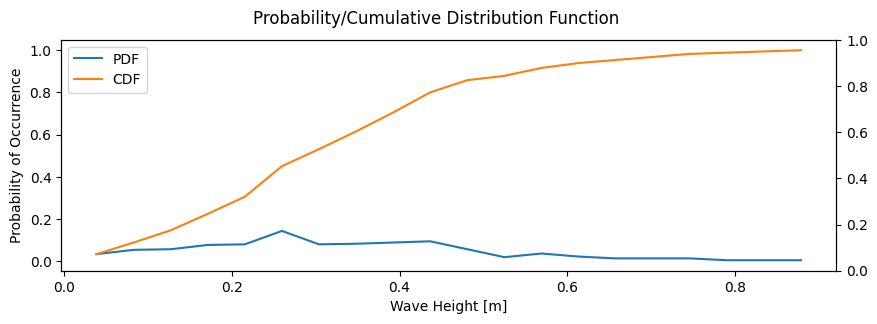 Probability/Cumulative Distribution Function
PDF
CDF
Probability of Occurrence
1.0
0.8
0.6
0.4
0.2
0.0
1.0
0.8
0.6
0.4
0.2
0.0
0.0 0.2 0.4 0.6 0.8
Wave Height [m]